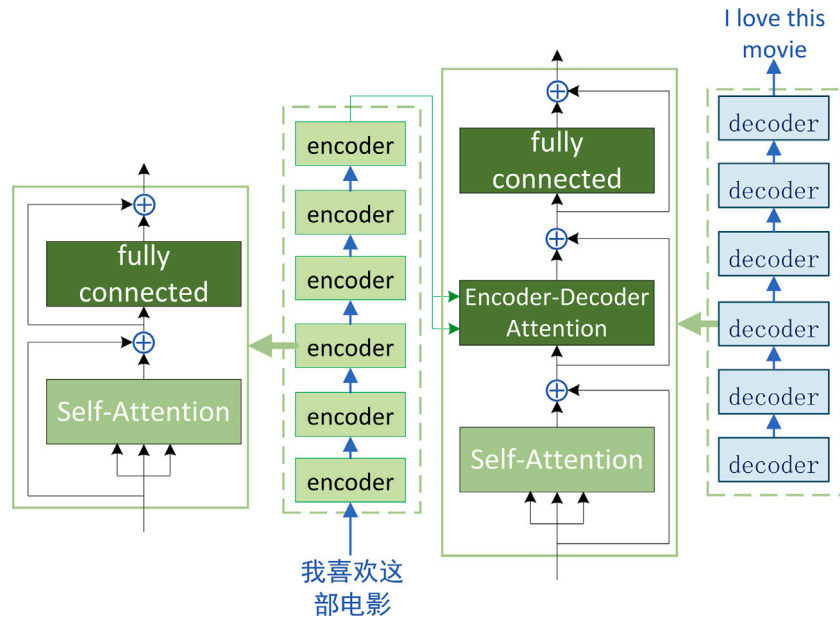 fully
connected
Self-Attention
encoder
encoder
encoder
encoder
encoder
encoder
我喜欢这
部电影
fully
connected
Encoder-Decoder
Attention
Self-Attention
I love this
movie
decoder
decoder
decoder
decoder
decoder
decoder